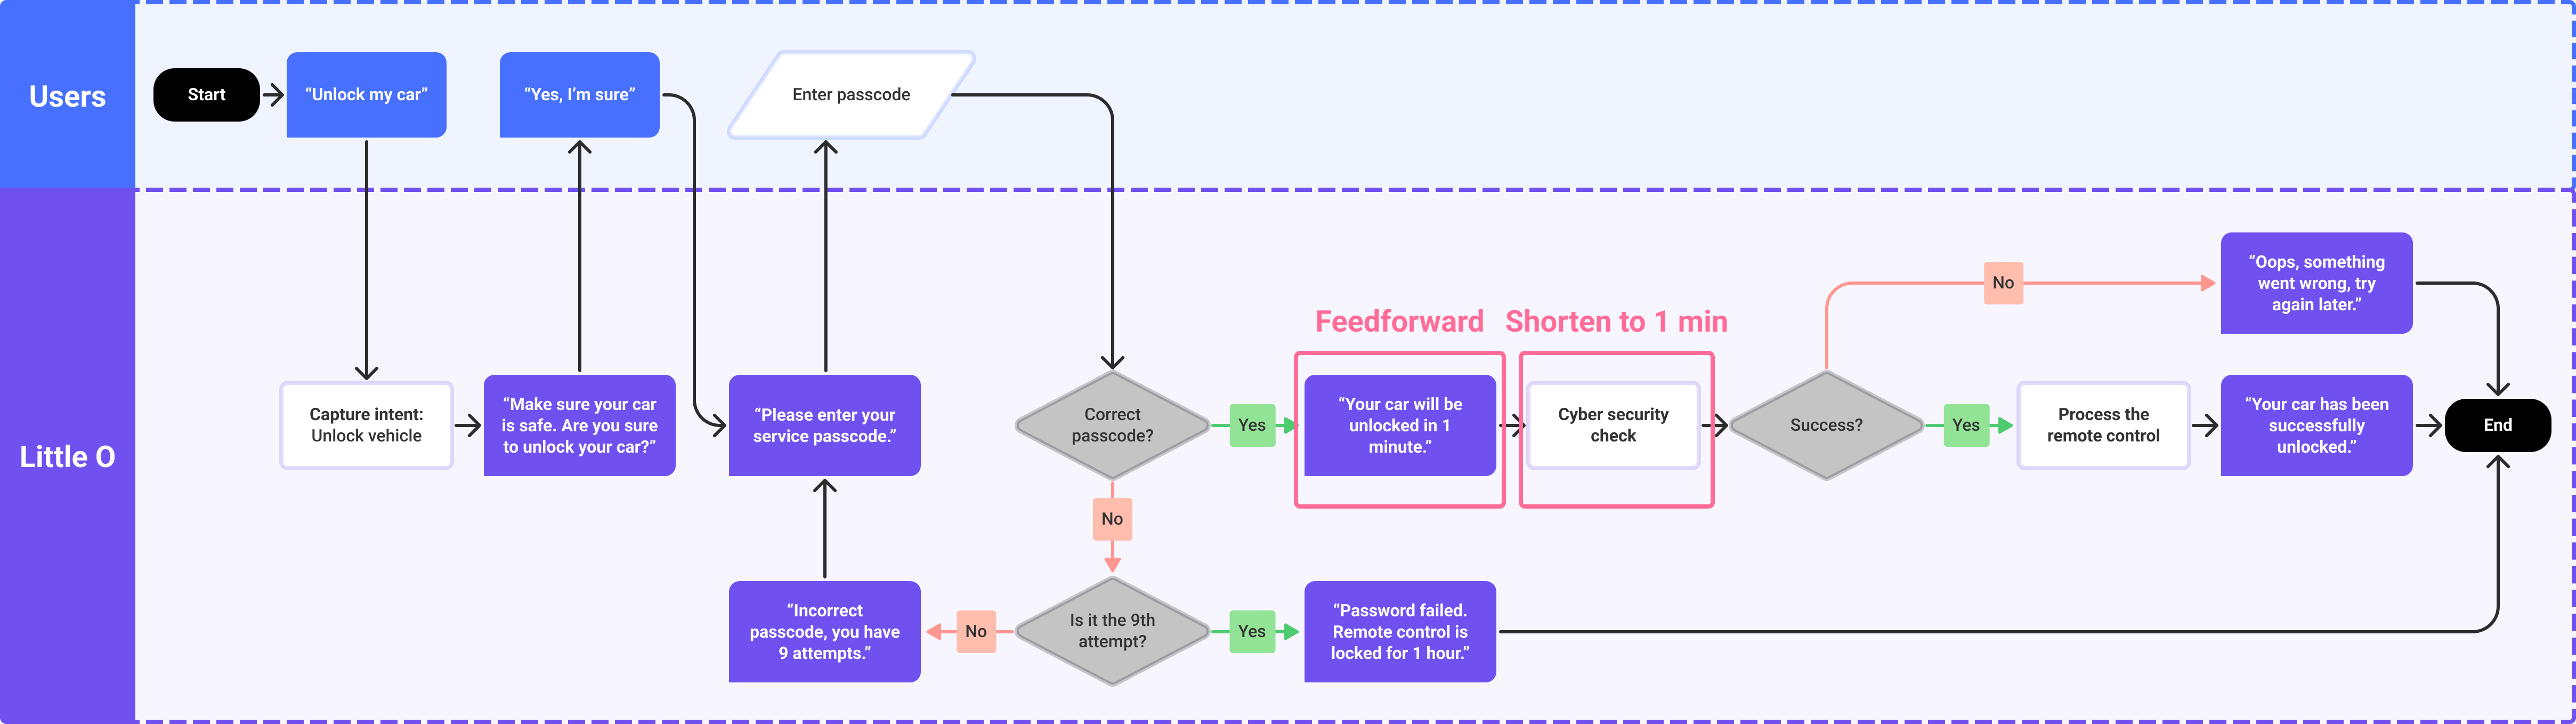 Users
Start
“Unlock my car”
“Yes, I’m sure”
Enter passcode
Little O
Capture intent:
Unlock vehicle
“Make sure your car
is safe. Are you sure
to unlock your car?”
“Please enter your
service passcode.”
Correct
passcode?
Yes
No
Feedforward
“Your car will be
unlocked in 1
minute.”
Shorten to 1 min
Cyber security
check
Success?
No
“Oops, something
went wrong, try
again later.”
Yes
Process the
remote control
“Your car has been
successfully
unlocked.”
End
“Incorrect
passcode, you have
9 attempts.”
No
Is it the 9th
attempt?
Yes
“Password failed.
Remote control is
locked for 1 hour.”